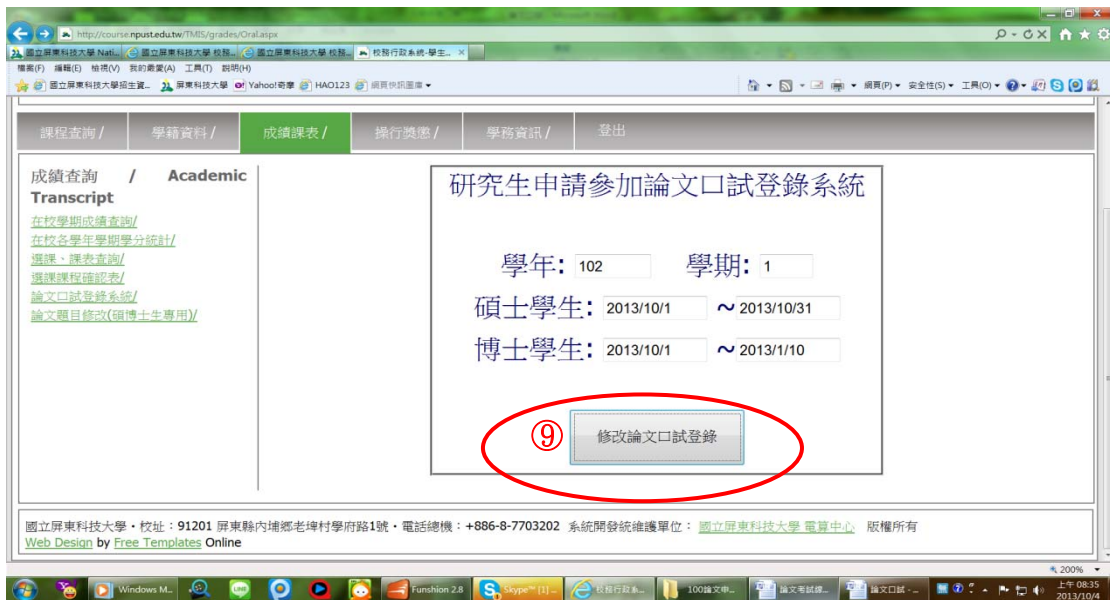 http://course.npust.edu.tw/TMIS/grades/Oral.aspx
國立屏東科技大學 Nati...
國立屏東科技大學 校務...
國立屏東科技大學 校務...
校務行政系統-學生...
檔案(F) 編輯(E) 檢視(V) 我的最愛(A) 工具(T) 說明(H)
國立屏東科技大學招生資... 屏東科技大學 Yahoo!奇摩 HAO123 網頁快訊圖庫
網頁(P) 安全性(S) 工具(O)
課程查詢/ 學籍資料/ 成績課表/ 操行獎懲/ 學務資訊/ 登出
成績查詢 / Academic
Transcript
在校學期成績查詢/
在校各學年學期學分統計/
選課、課表查詢/
選課課程確認表/
論文口試登錄系統/
論文題目修改(碩博士生專用)/
研究生申請參加論文口試登錄系統
學年: 102 學期: 1
碩士學生: 2013/10/1 ~ 2013/10/31
博士學生: 2013/10/1 ~ 2013/1/10
⑨ 修改論文口試登錄
國立屏東科技大學‧校址：91201 屏東縣內埔鄉老埤村學府路1號‧電話總機：+886-8-7703202 系統開發統維護單位： 國立屏東科技大學 電算中心 版權所有
Web Design by Free Templates Online
200%
Windows M... LINE Funshion 2.8 Skype™ [1] -... 校務行政系... 100論文申... 論文考試線... 論文口試 -...
上午 08:35
2013/10/4